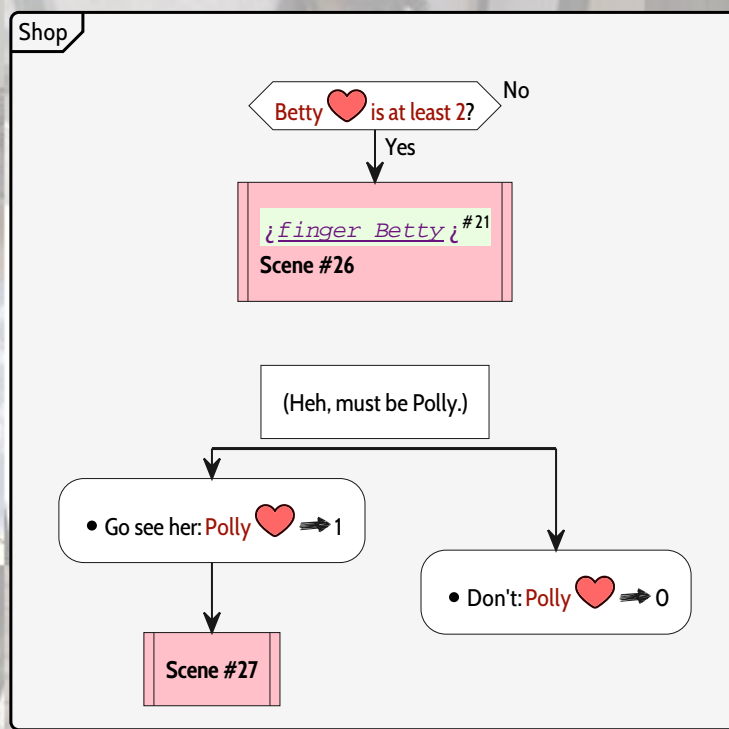 Shop
Betty is at least 2?
No
Yes
¿finger Betty¿ #21
Scene #26
(Heh, must be Polly.)
• Go see her: Polly 1
• Don't: Polly 0
Scene #27